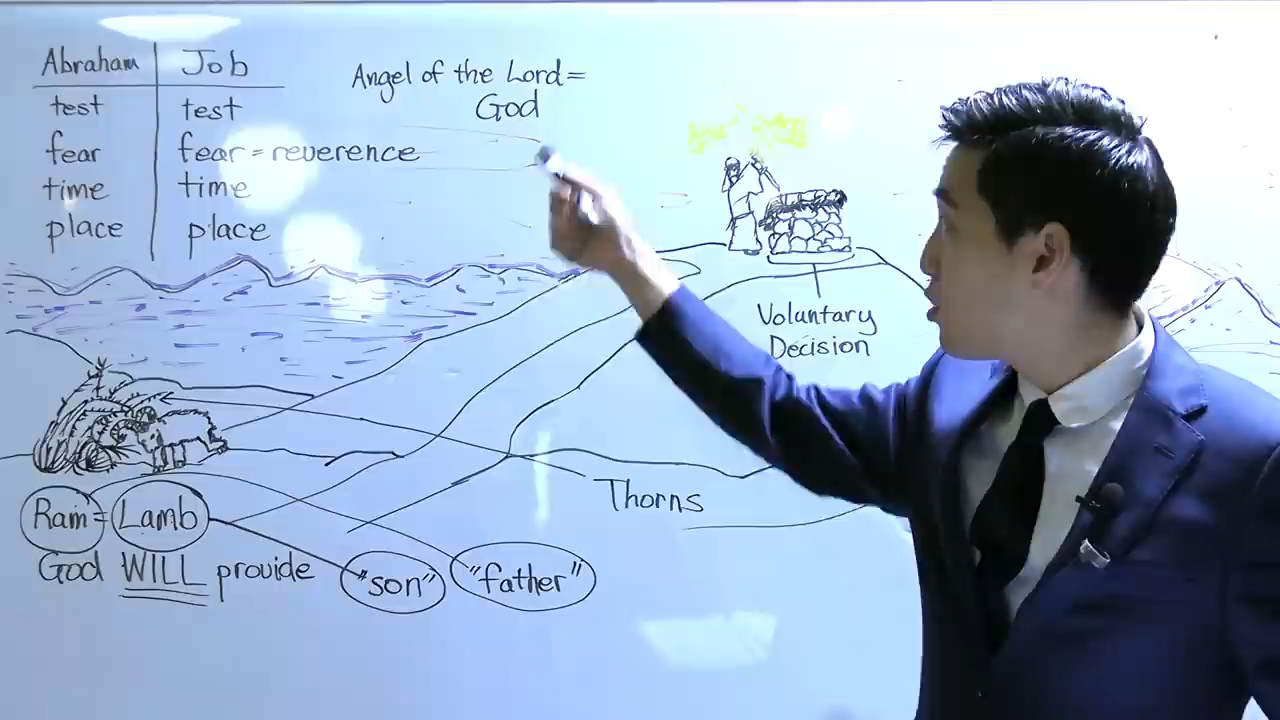 Abraham | Job
test | test
fear | fear = reverence
time | time
place | place
Angel of the Lord =
God
Voluntary
Decision
Thorns
Ram = Lamb
God WILL provide
"son" "father"